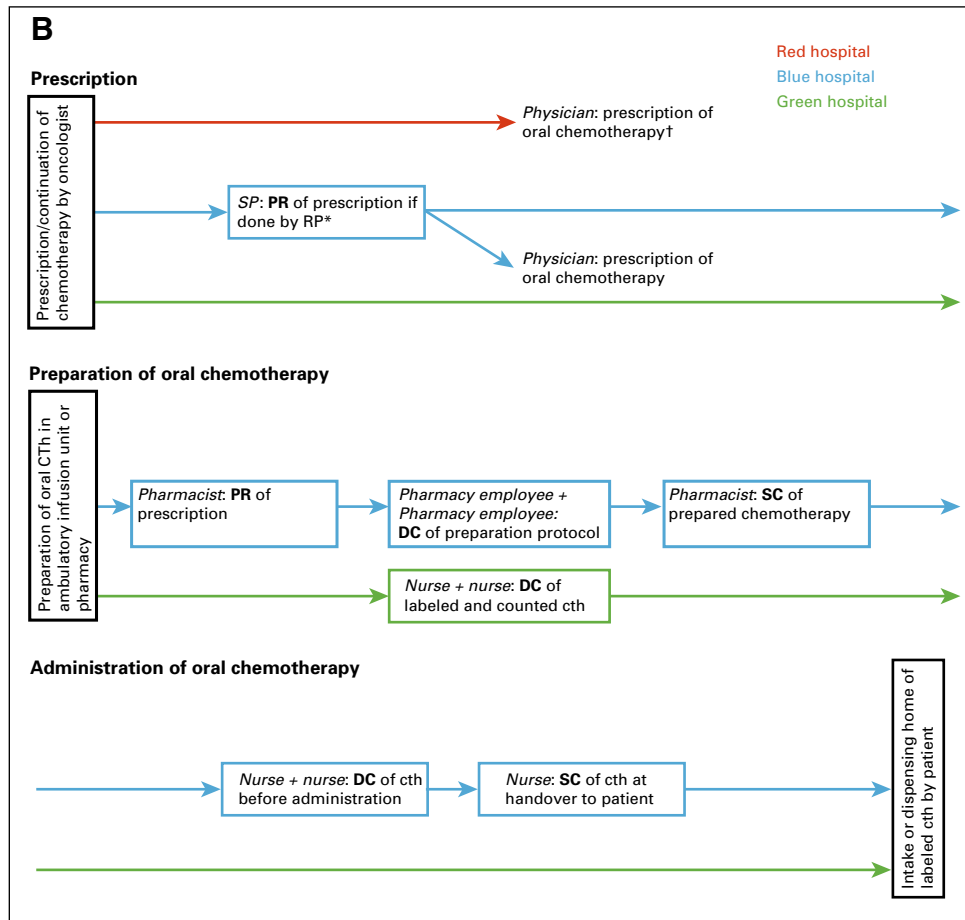 B
Red hospital
Blue hospital
Green hospital
Prescription
Prescription/continuation of
chemotherapy by oncologist
Physician: prescription of
oral chemotherapy†
SP: PR of prescription if
done by RP*
Physician: prescription of
oral chemotherapy
Preparation of oral chemotherapy
Preparation of oral CTh in
ambulatory infusion unit or
pharmacy
Pharmacist: PR of
prescription
Pharmacy employee +
Pharmacy employee:
DC of preparation protocol
Pharmacist: SC of
prepared chemotherapy
Nurse + nurse: DC of
labeled and counted cth
Administration of oral chemotherapy
Nurse + nurse: DC of cth
before administration
Nurse: SC of cth at
handover to patient
Intake or dispensing home of
labeled cth by patient